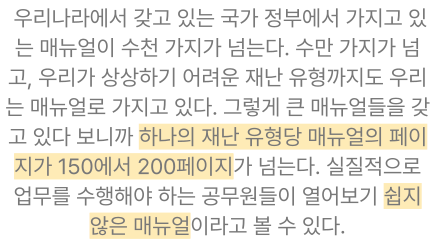 우리나라에서 갖고 있는 국가 정부에서 가지고 있
는 매뉴얼이 수천 가지가 넘는다. 수만 가지가 넘
고, 우리가 상상하기 어려운 재난 유형까지도 우리
는 매뉴얼로 가지고 있다. 그렇게 큰 매뉴얼들을 갖
고 있다 보니까 하나의 재난 유형당 매뉴얼의 페이
지가 150에서 200페이지가 넘는다. 실질적으로
업무를 수행해야 하는 공무원들이 열어보기 쉽지
않은 매뉴얼이라고 볼 수 있다.